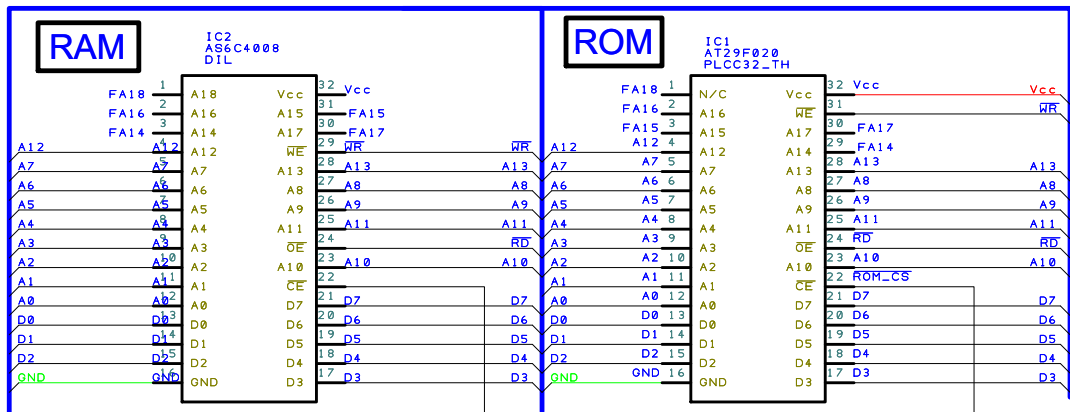 RAM
IC2
AS6C4008
DIL
FA18 1 A18 Vcc 32 Vcc
FA16 2 A16 A15 31 FA15
FA14 3 A14 A17 30 FA17
A12 A12 4 A12 WE 29 WR WR
A7 A7 5 A7 A13 28 A13 A13
A6 A6 6 A6 A8 27 A8 A8
A5 A5 7 A5 A9 26 A9 A9
A4 A4 8 A4 A11 25 A11 A11
A3 A3 9 A3 OE 24 RD
A2 A2 10 A2 A10 23 A10 A10
A1 A1 11 A1 CE 22
A0 A0 12 A0 D7 21 D7 D7
D0 D0 13 D0 D6 20 D6 D6
D1 D1 14 D1 D5 19 D5 D5
D2 D2 15 D2 D4 18 D4 D4
GND GND 16 GND D3 17 D3 D3
ROM
IC1
AT29F020
PLCC32_TH
FA18 1 N/C Vcc 32 Vcc Vcc
FA16 2 A16 WE 31 WR
FA15 3 A15 A17 30 FA17
A12 A12 4 A12 A14 29 FA14
A7 A7 5 A7 A13 28 A13 A13
A6 A6 6 A6 A8 27 A8 A8
A5 A5 7 A5 A9 26 A9 A9
A4 A4 8 A4 A11 25 A11 A11
A3 A3 9 A3 OE 24 RD RD
A2 A2 10 A2 A10 23 A10 A10
A1 A1 11 A1 CE 22 ROM_CS
A0 A0 12 A0 D7 21 D7 D7
D0 D0 13 D0 D6 20 D6 D6
D1 D1 14 D1 D5 19 D5 D5
D2 D2 15 D2 D4 18 D4 D4
GND GND 16 GND D3 17 D3 D3